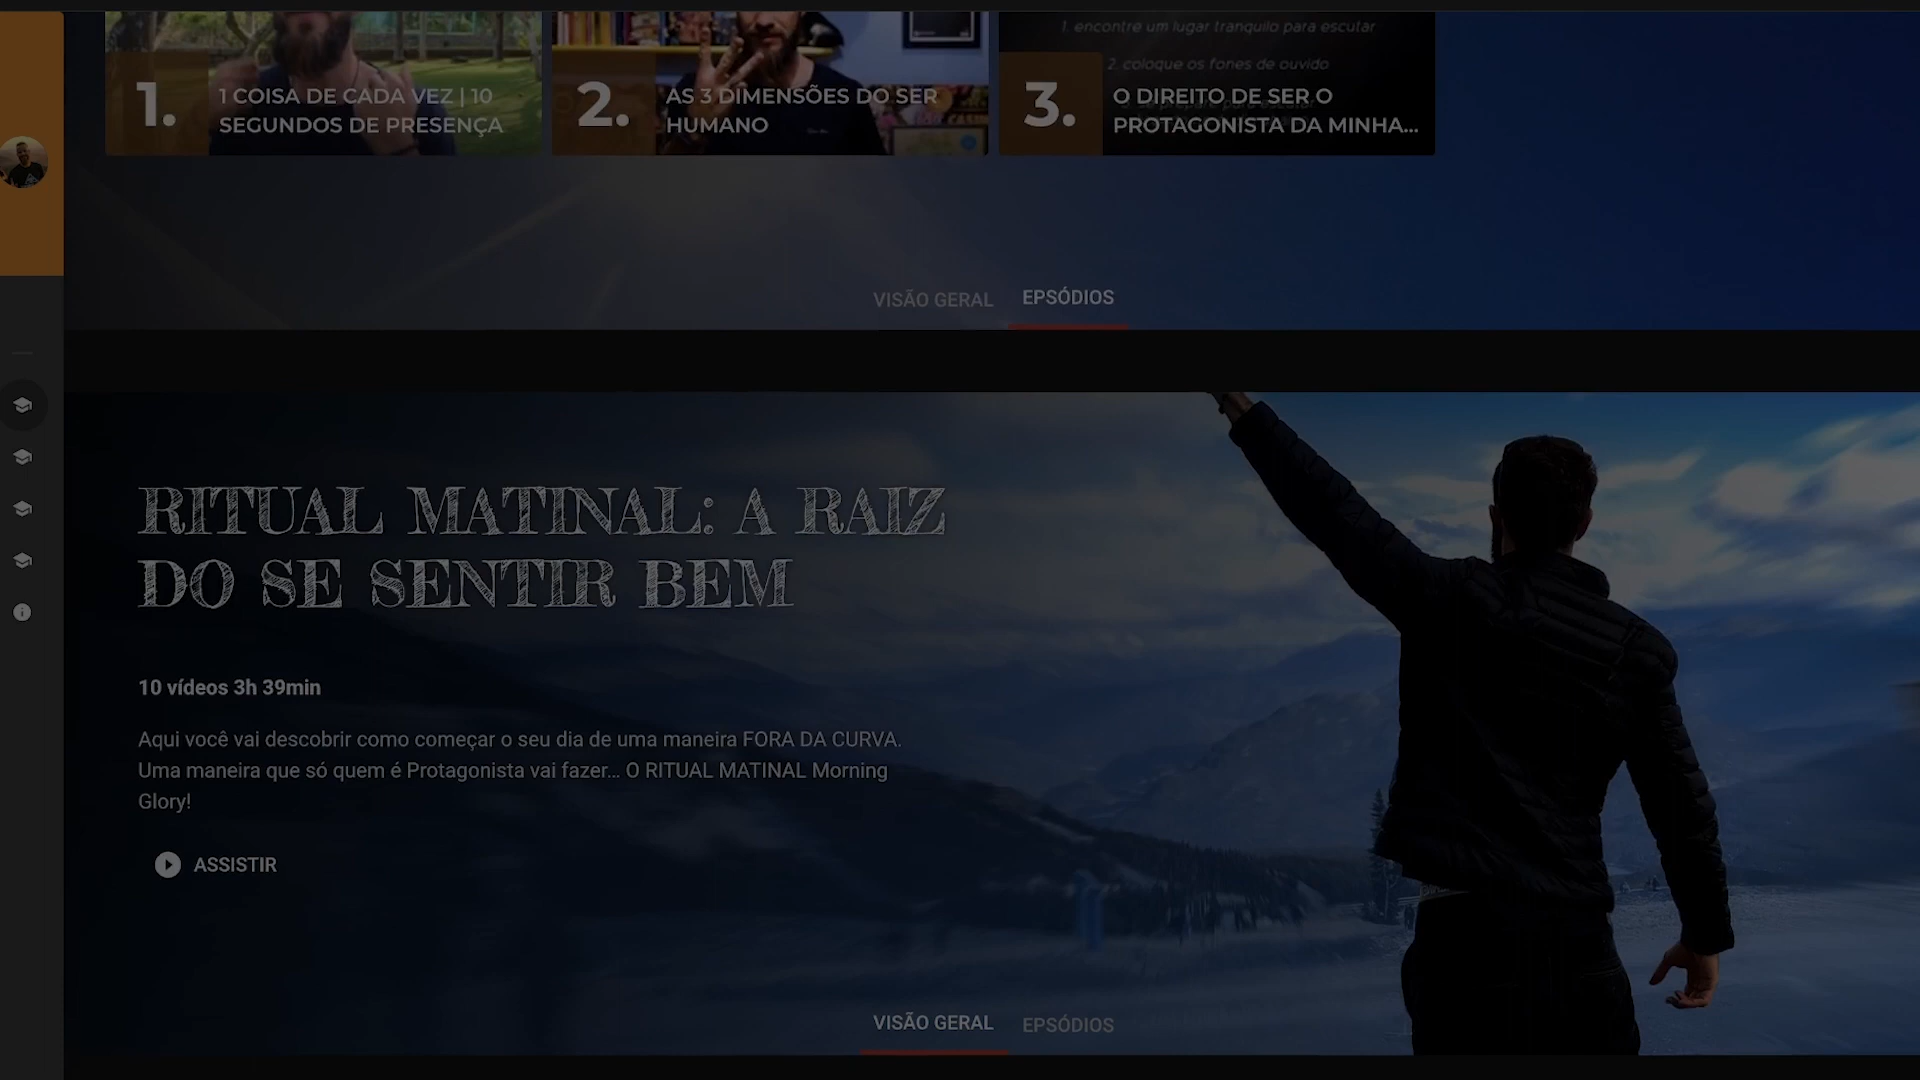 1. encontre um lugar tranquilo para escutar
2. coloque os fones de ouvido
1.
1 COISA DE CADA VEZ | 10
SEGUNDOS DE PRESENÇA
2.
AS 3 DIMENSÕES DO SER
HUMANO
3.
O DIREITO DE SER O
PROTAGONISTA DA MINHA...
VISÃO GERAL
EPSÓDIOS
RITUAL MATINAL: A RAIZ
DO SE SENTIR BEM
10 vídeos 3h 39min
Aqui você vai descobrir como começar o seu dia de uma maneira FORA DA CURVA.
Uma maneira que só quem é Protagonista vai fazer... O RITUAL MATINAL Morning
Glory!
ASSISTIR
VISÃO GERAL
EPSÓDIOS